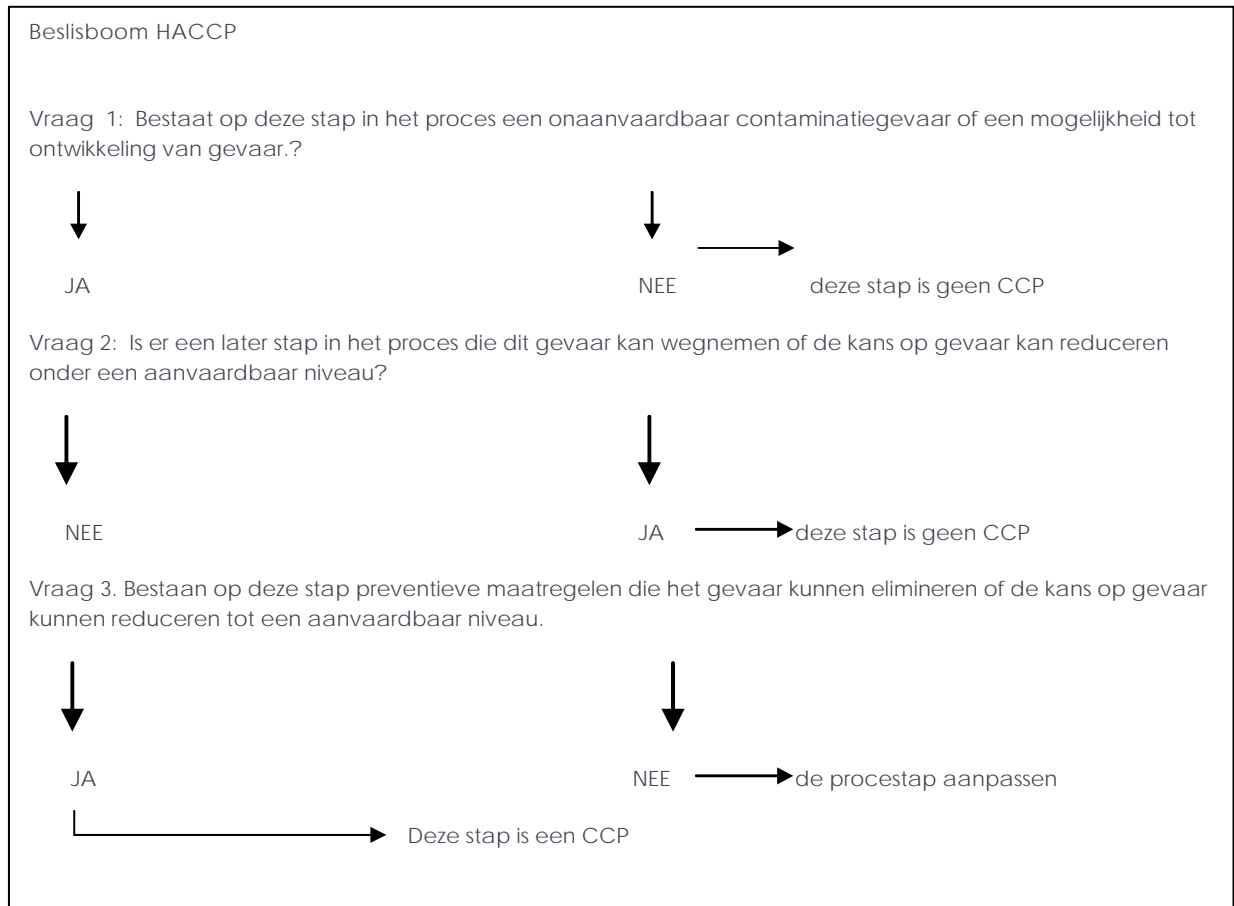 Beslisboom HACCP
Vraag 1: Bestaat op deze stap in het proces een onaanvaardbaar contaminatiegevaar of een mogelijkheid tot
ontwikkeling van gevaar.?
JA
NEE
deze stap is geen CCP
Vraag 2: Is er een later stap in het proces die dit gevaar kan wegnemen of de kans op gevaar kan reduceren
onder een aanvaardbaar niveau?
NEE
JA
deze stap is geen CCP
Vraag 3. Bestaan op deze stap preventieve maatregelen die het gevaar kunnen elimineren of de kans op gevaar
kunnen reduceren tot een aanvaardbaar niveau.
JA
NEE
de procestap aanpassen
Deze stap is een CCP